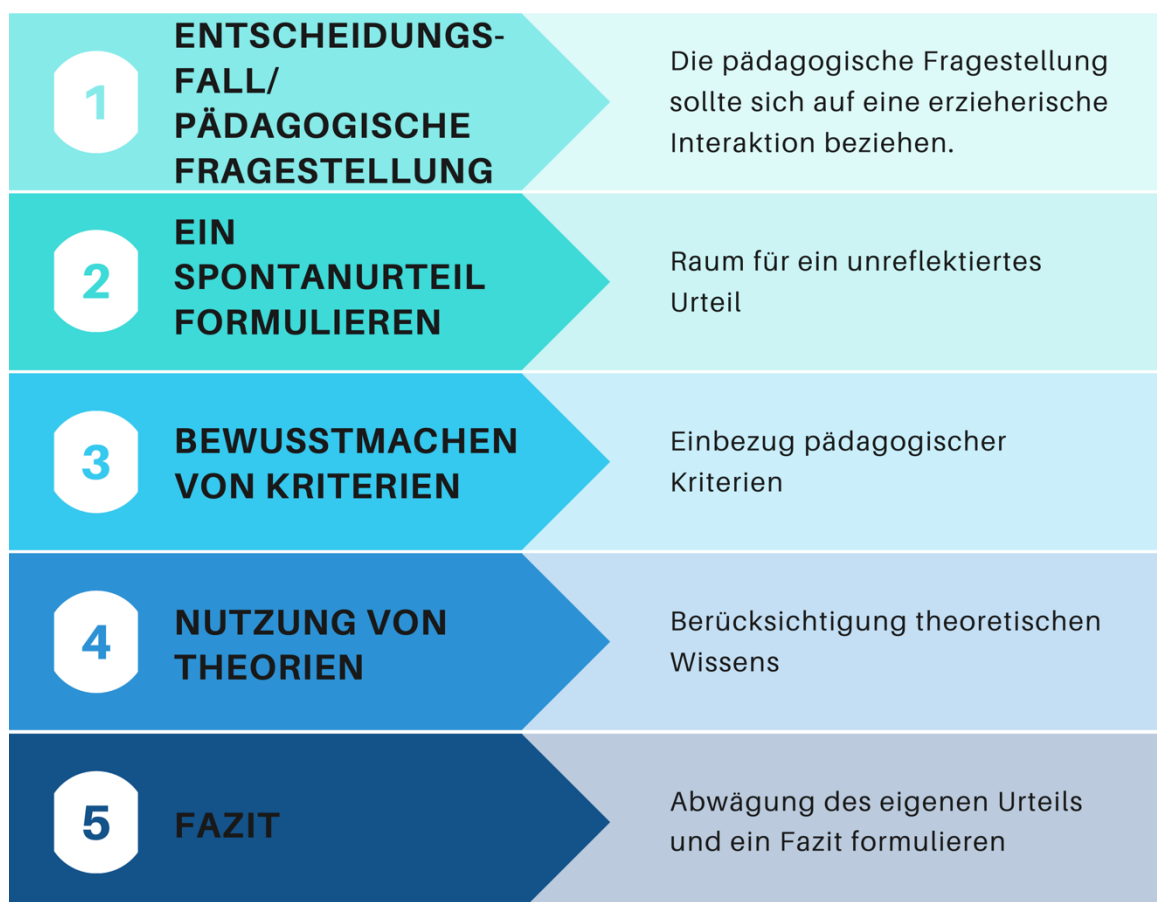 1
ENTSCHEIDUNGS-
FALL/
PÄDAGOGISCHE
FRAGESTELLUNG
Die pädagogische Fragestellung
sollte sich auf eine erzieherische
Interaktion beziehen.
2
EIN
SPONTANURTEIL
FORMULIEREN
Raum für ein unreflektiertes
Urteil
3
BEWUSSTMACHEN
VON KRITERIEN
Einbezug pädagogischer
Kriterien
4
NUTZUNG VON
THEORIEN
Berücksichtigung theoretischen
Wissens
5
FAZIT
Abwägung des eigenen Urteils
und ein Fazit formulieren